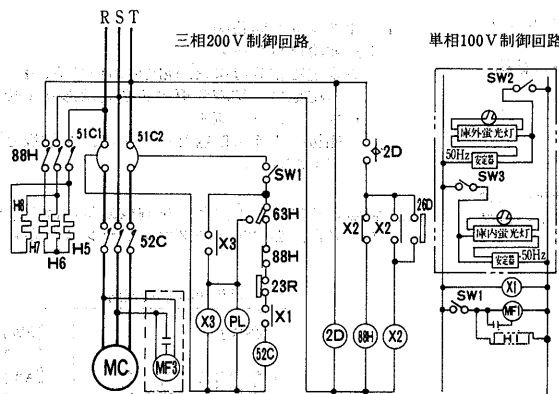 R S T
三相200V制御回路
単相100V制御回路
SW2
51C1
51C2
88H
2D
庫外蛍光灯
50Hz
安定器
SW1
SW3
H8
63H
26D
X2
X2
H7
H5
52C
X3
88H
庫内蛍光灯
H6
安定器
50Hz
23R
X1
X1
SW1
MF1
X3
PL
MC
MF3
52C
2D
88H
X2